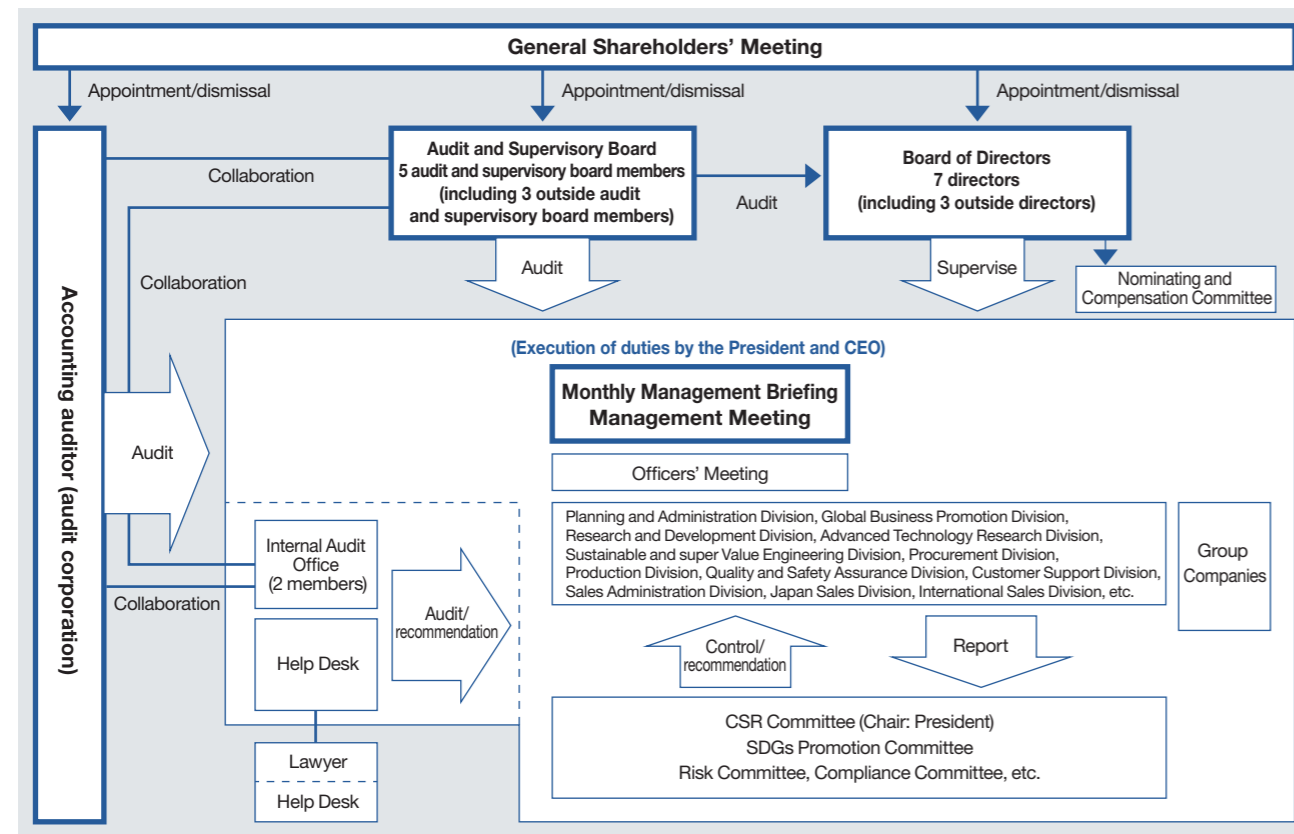 General Shareholders’ Meeting
Appointment/dismissal
Appointment/dismissal
Appointment/dismissal
Accounting auditor (audit corporation)
Collaboration
Audit and Supervisory Board
5 audit and supervisory board members
(including 3 outside audit
and supervisory board members)
Audit
Board of Directors
7 directors
(including 3 outside directors)
Collaboration
Audit
Supervise
Nominating and
Compensation Committee
Audit
(Execution of duties by the President and CEO)
Monthly Management Briefing
Management Meeting
Officers’ Meeting
Planning and Administration Division, Global Business Promotion Division,
Research and Development Division, Advanced Technology Research Division,
Sustainable and super Value Engineering Division, Procurement Division,
Production Division, Quality and Safety Assurance Division, Customer Support Division,
Sales Administration Division, Japan Sales Division, International Sales Division, etc.
Group
Companies
Internal Audit
Office
(2 members)
Collaboration
Help Desk
Audit/
recommendation
Control/
recommendation
Report
CSR Committee (Chair: President)
SDGs Promotion Committee
Risk Committee, Compliance Committee, etc.
Lawyer
Help Desk